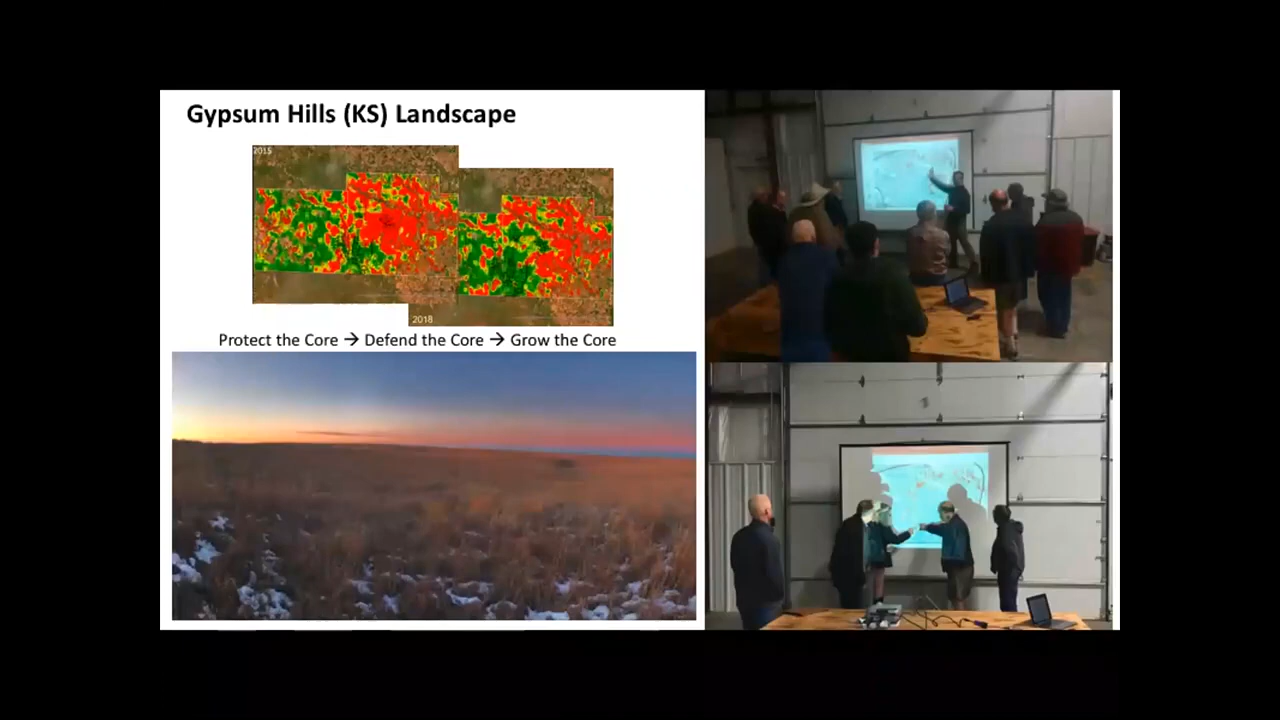 Gypsum Hills (KS) Landscape
2015
2018
Protect the Core → Defend the Core → Grow the Core